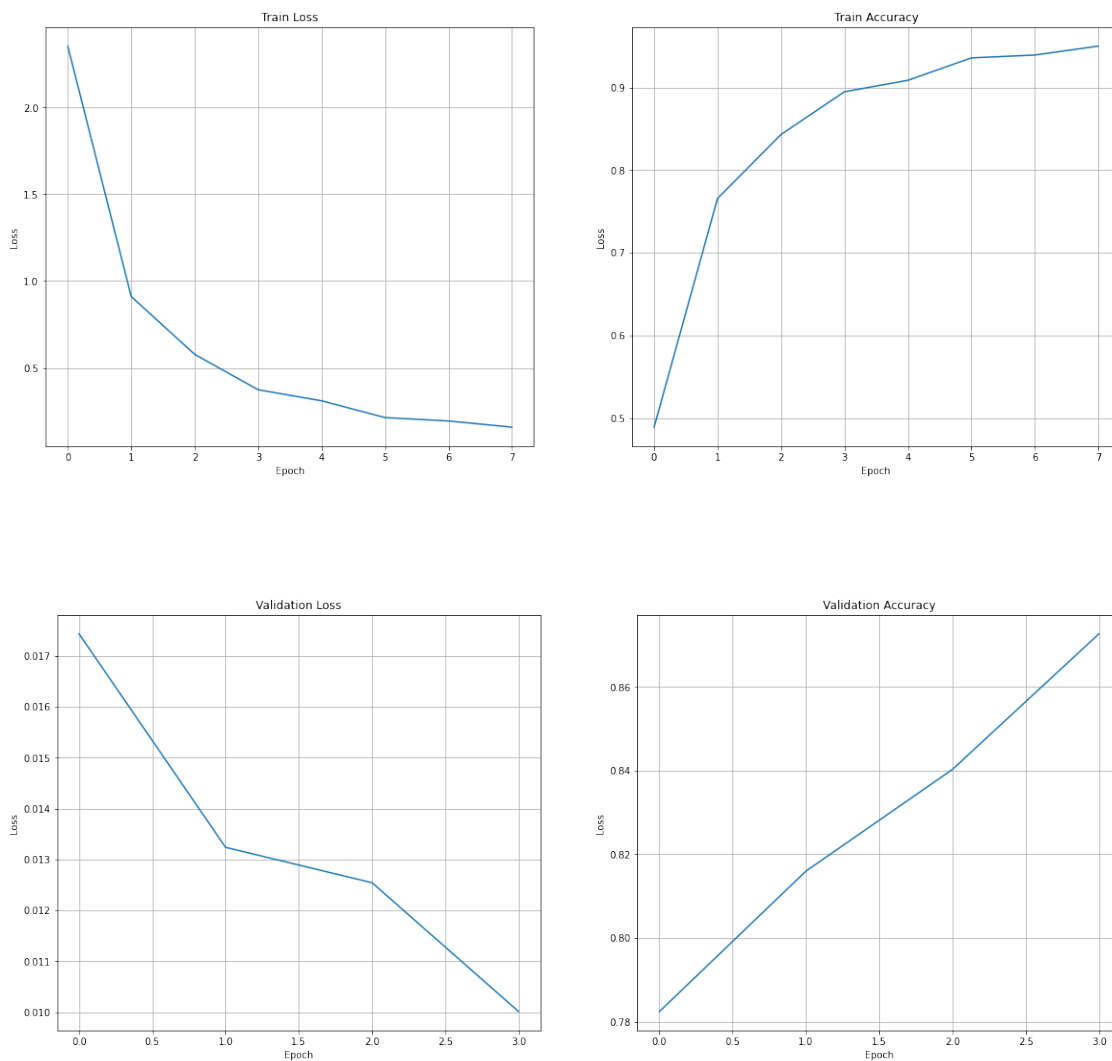 Train Loss
2.0
1.5
1.0
0.5
Loss
0 1 2 3 4 5 6 7
Epoch
Train Accuracy
0.9
0.8
0.7
0.6
0.5
Loss
0 1 2 3 4 5 6 7
Epoch
Validation Loss
0.017
0.016
0.015
0.014
0.013
0.012
0.011
0.010
Loss
0.0 0.5 1.0 1.5 2.0 2.5 3.0
Epoch
Validation Accuracy
0.86
0.84
0.82
0.80
0.78
Loss
0.0 0.5 1.0 1.5 2.0 2.5 3.0
Epoch